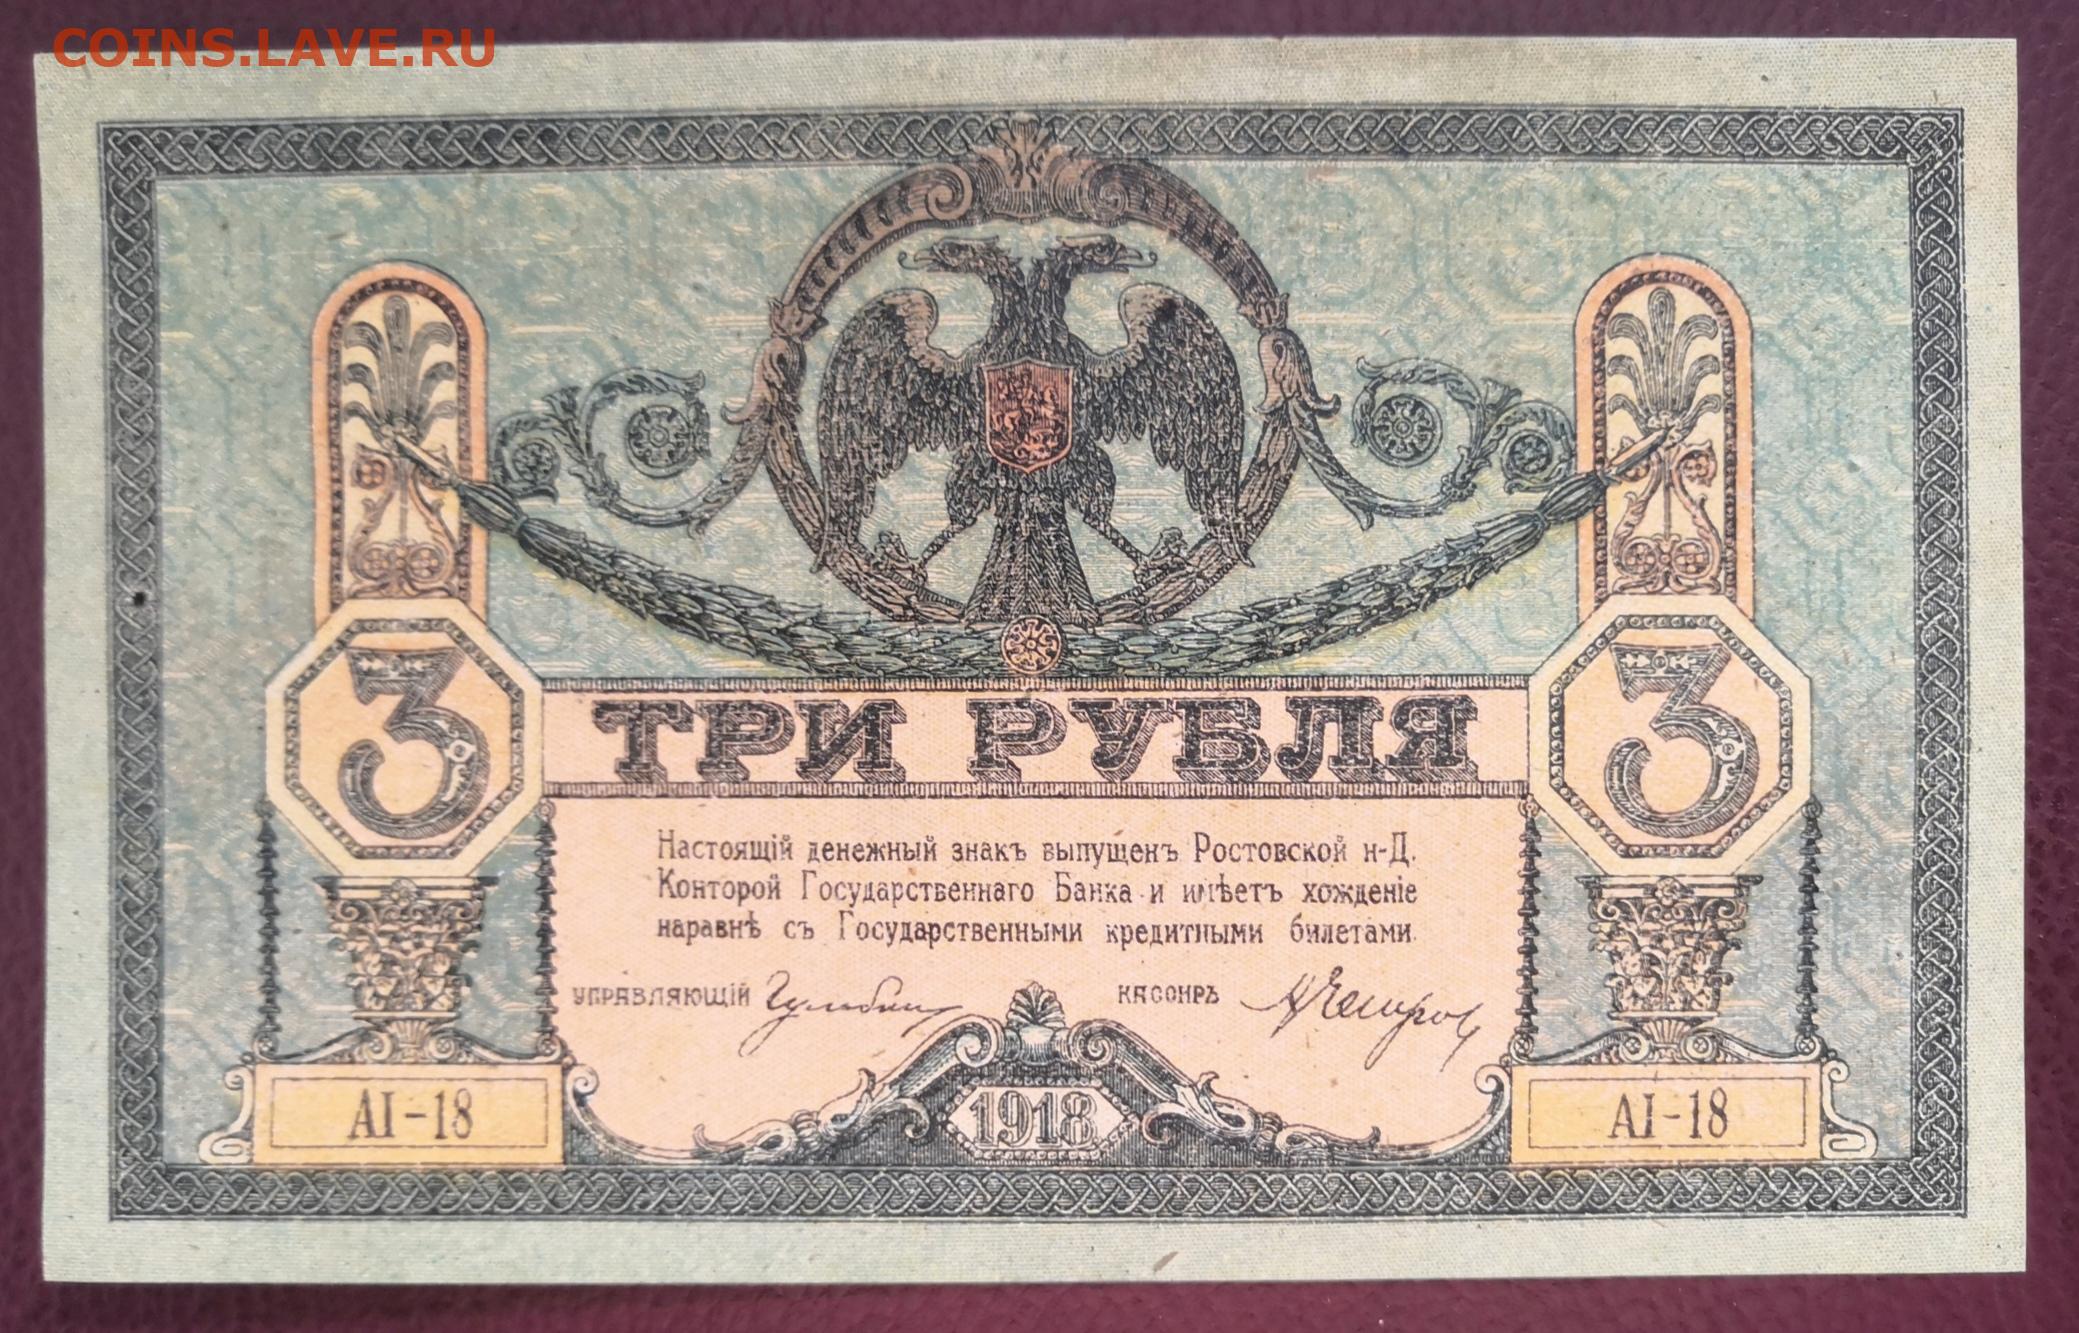 COINS.LAVE.RU
3
3
ТРИ РУБЛЯ
Настоящій денежный знакъ выпущенъ Ростовской н-Д.
Конторой Государственнаго Банка и имѣетъ хожденіе
наравнѣ съ Государственными кредитными билетами.
УПРАВЛЯЮЩІЙ
КАССИРЪ
1918
АІ-18
АІ-18